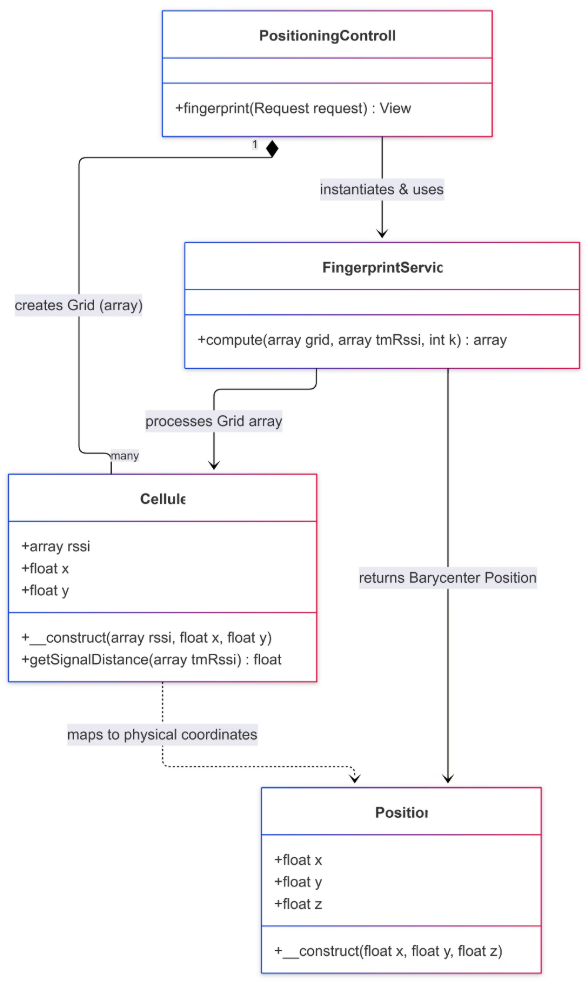 PositioningControll
+fingerprint(Request request) : View
1
instantiates & uses
FingerprintServic
creates Grid (array)
+compute(array grid, array tmRssi, int k) : array
processes Grid array
many
Cellule
+array rssi
+float x
+float y
returns Barycenter Position
+__construct(array rssi, float x, float y)
+getSignalDistance(array tmRssi) : float
maps to physical coordinates
Position
+float x
+float y
+float z
+__construct(float x, float y, float z)